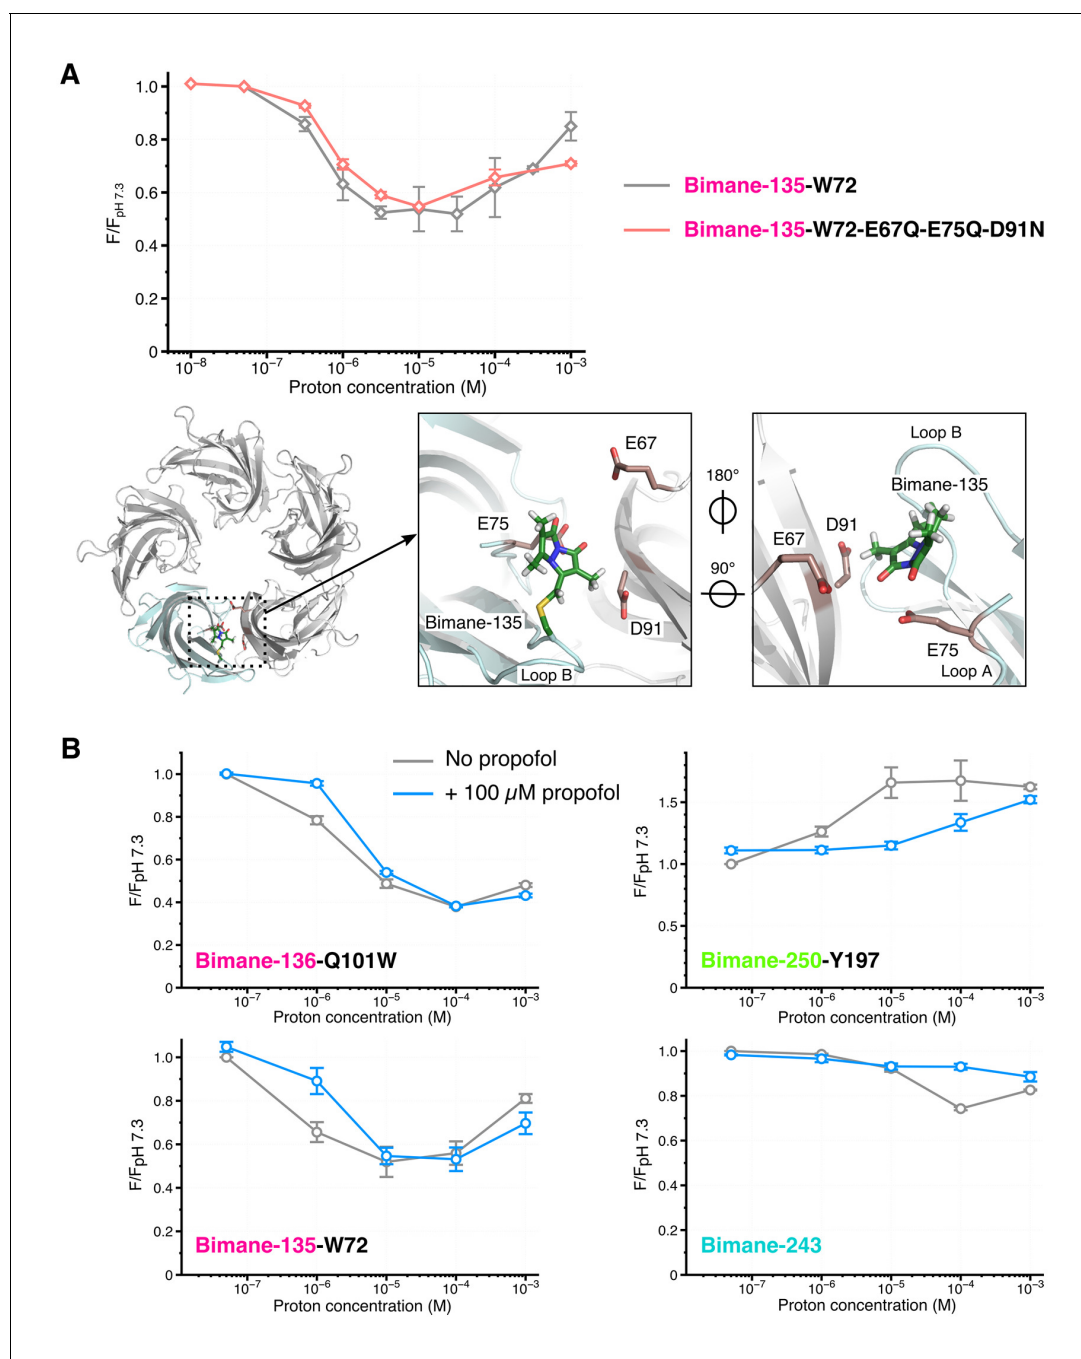 A
1.0
0.8
0.6
0.4
0.2
0
F/FpH 7.3
10⁻⁸ 10⁻⁷ 10⁻⁶ 10⁻⁵ 10⁻⁴ 10⁻³
Proton concentration (M)
Bimane-135-W72
Bimane-135-W72-E67Q-E75Q-D91N
E67
E75
Bimane-135
D91
Loop B
180°
90°
Loop B
Bimane-135
D91
E67
E75
Loop A
B
No propofol
+ 100 µM propofol
1.0
0.8
0.6
0.4
0.2
0
F/FpH 7.3
Bimane-136-Q101W
10⁻⁷ 10⁻⁶ 10⁻⁵ 10⁻⁴ 10⁻³
Proton concentration (M)
1.5
1.0
0.5
0
F/FpH 7.3
Bimane-250-Y197
10⁻⁷ 10⁻⁶ 10⁻⁵ 10⁻⁴ 10⁻³
Proton concentration (M)
1.0
0.8
0.6
0.4
0.2
0
F/FpH 7.3
Bimane-135-W72
10⁻⁷ 10⁻⁶ 10⁻⁵ 10⁻⁴ 10⁻³
Proton concentration (M)
1.0
0.8
0.6
0.4
0.2
0
F/FpH 7.3
Bimane-243
10⁻⁷ 10⁻⁶ 10⁻⁵ 10⁻⁴ 10⁻³
Proton concentration (M)